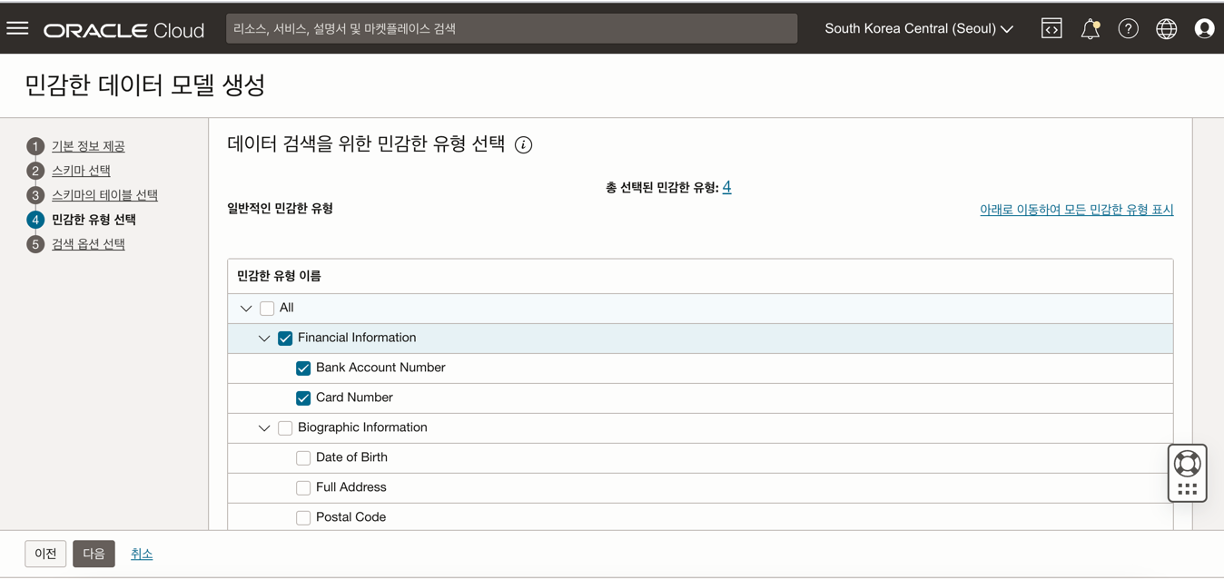 ORACLE Cloud
리소스, 서비스, 설명서 및 마켓플레이스 검색
South Korea Central (Seoul)
민감한 데이터 모델 생성
1 기본 정보 제공
2 스키마 선택
3 스키마의 테이블 선택
4 민감한 유형 선택
5 검색 옵션 선택
데이터 검색을 위한 민감한 유형 선택
총 선택된 민감한 유형: 4
일반적인 민감한 유형
아래로 이동하여 모든 민감한 유형 표시
민감한 유형 이름
All
Financial Information
Bank Account Number
Card Number
Biographic Information
Date of Birth
Full Address
Postal Code
이전 다음 취소